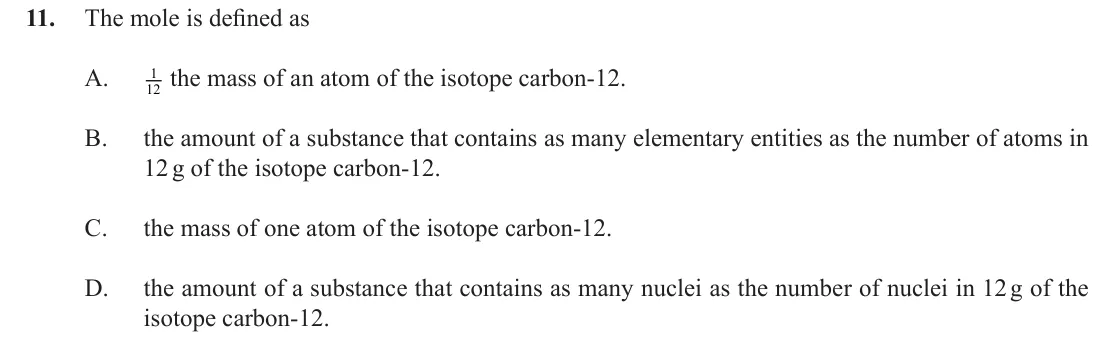 11. The mole is defined as
A. 1/12 the mass of an atom of the isotope carbon-12.
B. the amount of a substance that contains as many elementary entities as the number of atoms in
12 g of the isotope carbon-12.
C. the mass of one atom of the isotope carbon-12.
D. the amount of a substance that contains as many nuclei as the number of nuclei in 12 g of the
isotope carbon-12.